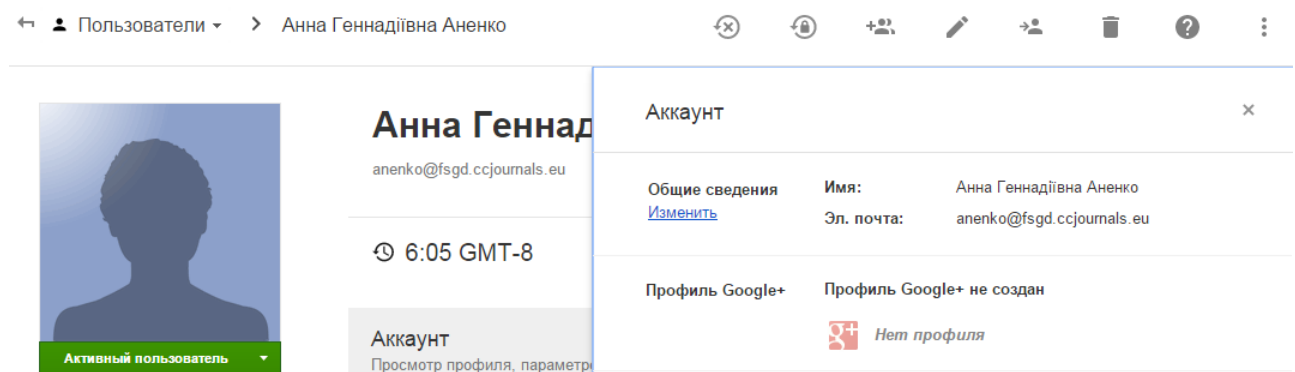 Пользователи > Анна Геннадіївна Аненко
Анна Геннад
anenko@fsgd.ccjournals.eu
6:05 GMT-8
Активный пользователь
Аккаунт
Просмотр профиля, параметре
Аккаунт ×
Общие сведения Имя: Анна Геннадіївна Аненко
Изменить Эл. почта: anenko@fsgd.ccjournals.eu
Профиль Google+ Профиль Google+ не создан
g+ Нет профиля